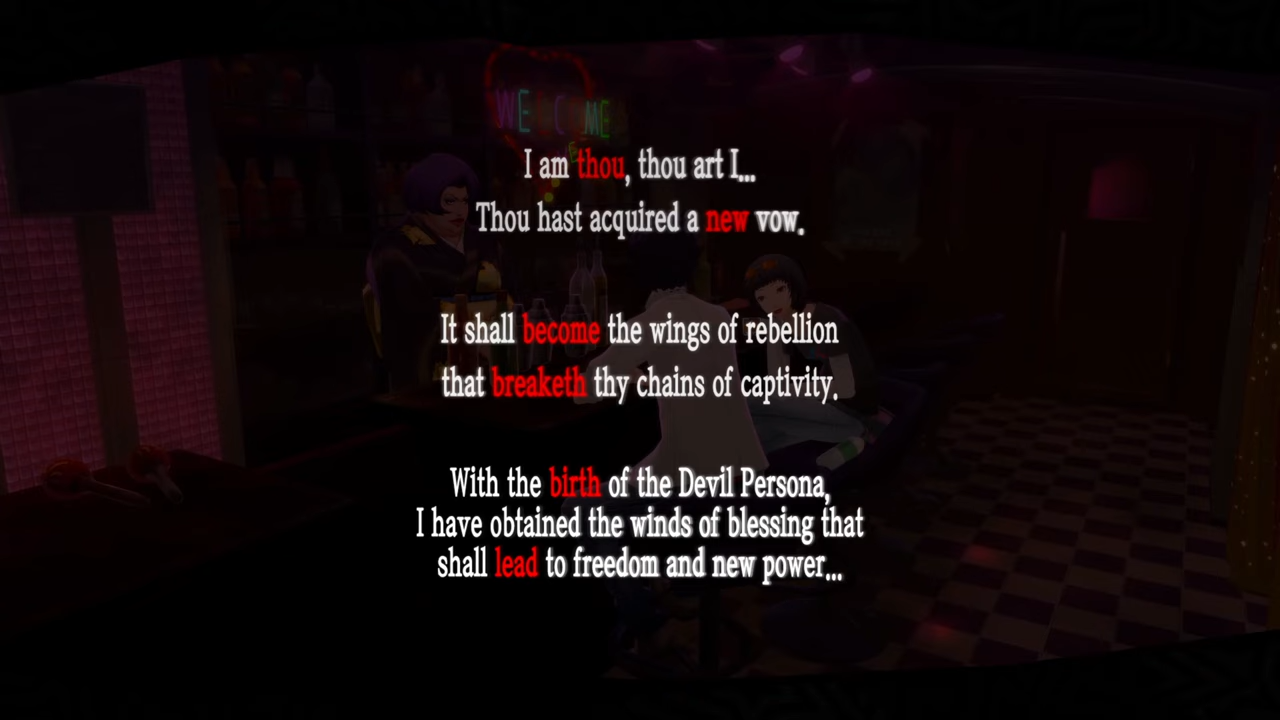 WELCOME
I am thou, thou art I...
Thou hast acquired a new vow.
It shall become the wings of rebellion
that breaketh thy chains of captivity.
With the birth of the Devil Persona,
I have obtained the winds of blessing that
shall lead to freedom and new power...